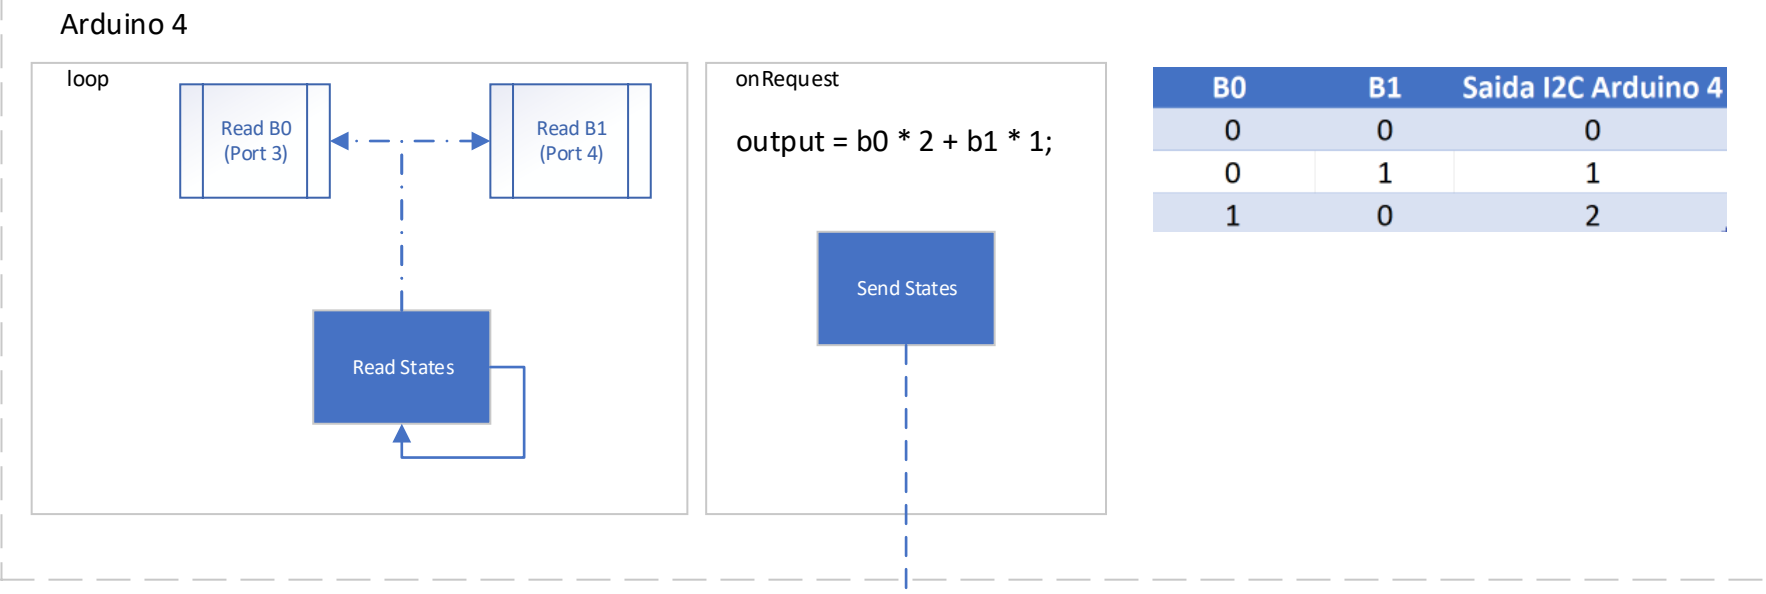 Arduino 4
loop
Read B0
(Port 3)
Read B1
(Port 4)
Read States
onRequest
output = b0 * 2 + b1 * 1;
Send States
B0 B1 Saida I2C Arduino 4
0 0 0
0 1 1
1 0 2